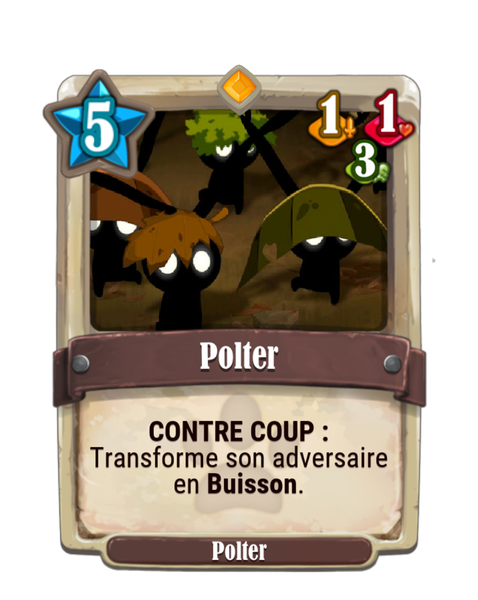 5
1
1
3
Polter
CONTRE COUP :
Transforme son adversaire
en Buisson.
Polter